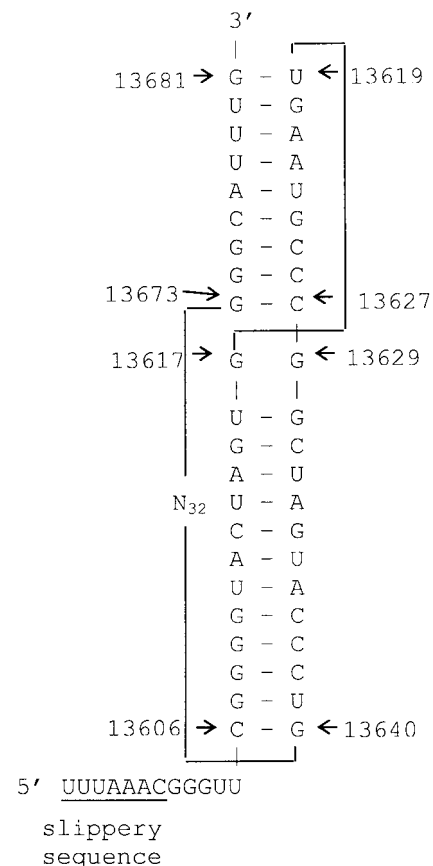 3'
13681 → G – U ← 13619
U – G
U – A
U – A
A – U
C – G
G – C
G – C
13673 → G – C ← 13627
13617 → G G ← 13629
U – G
G – C
A – U
N32 U – A
C – G
A – U
U – A
G – C
G – C
G – C
G – U
13606 → C – G ← 13640
5' UUUAAACGGGUU
slippery
sequence